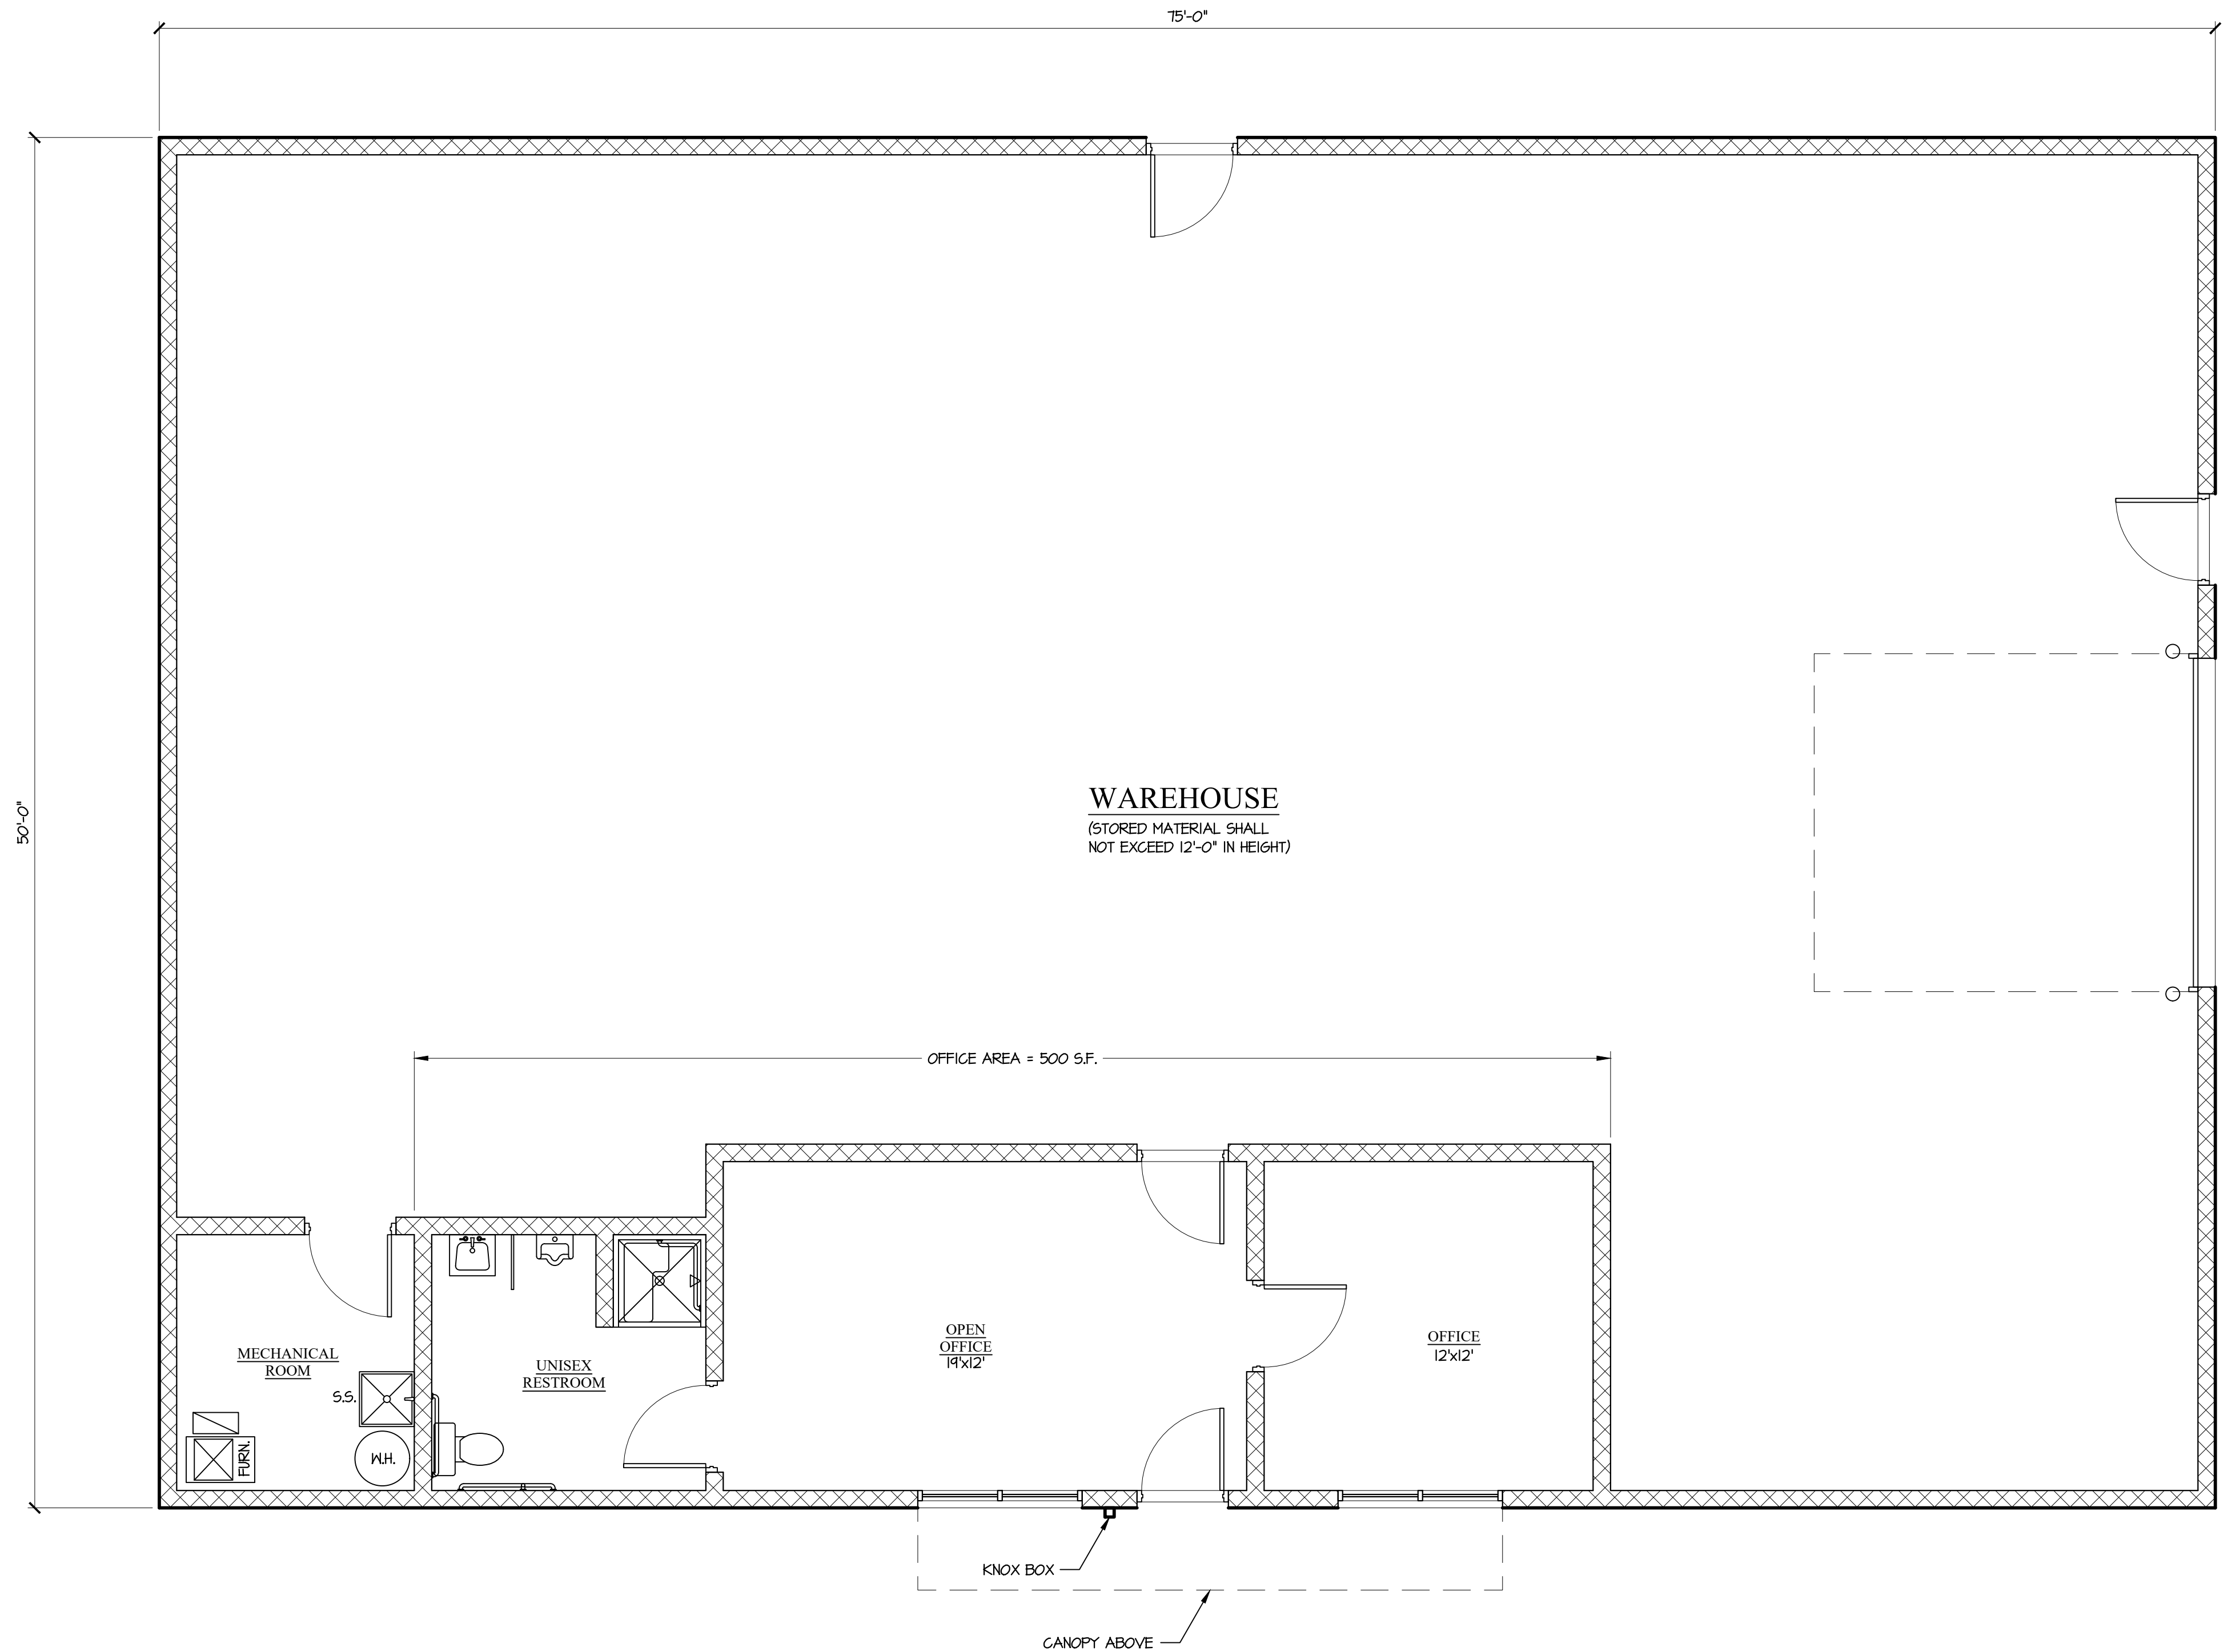 75'-0"
50'-0"
WAREHOUSE
(STORED MATERIAL SHALL
NOT EXCEED 12'-0" IN HEIGHT)
OFFICE AREA = 500 S.F.
MECHANICAL
ROOM
S.S.
FURN.
W.H.
UNISEX
RESTROOM
OPEN
OFFICE
19'x12'
OFFICE
12'x12'
KNOX BOX
CANOPY ABOVE